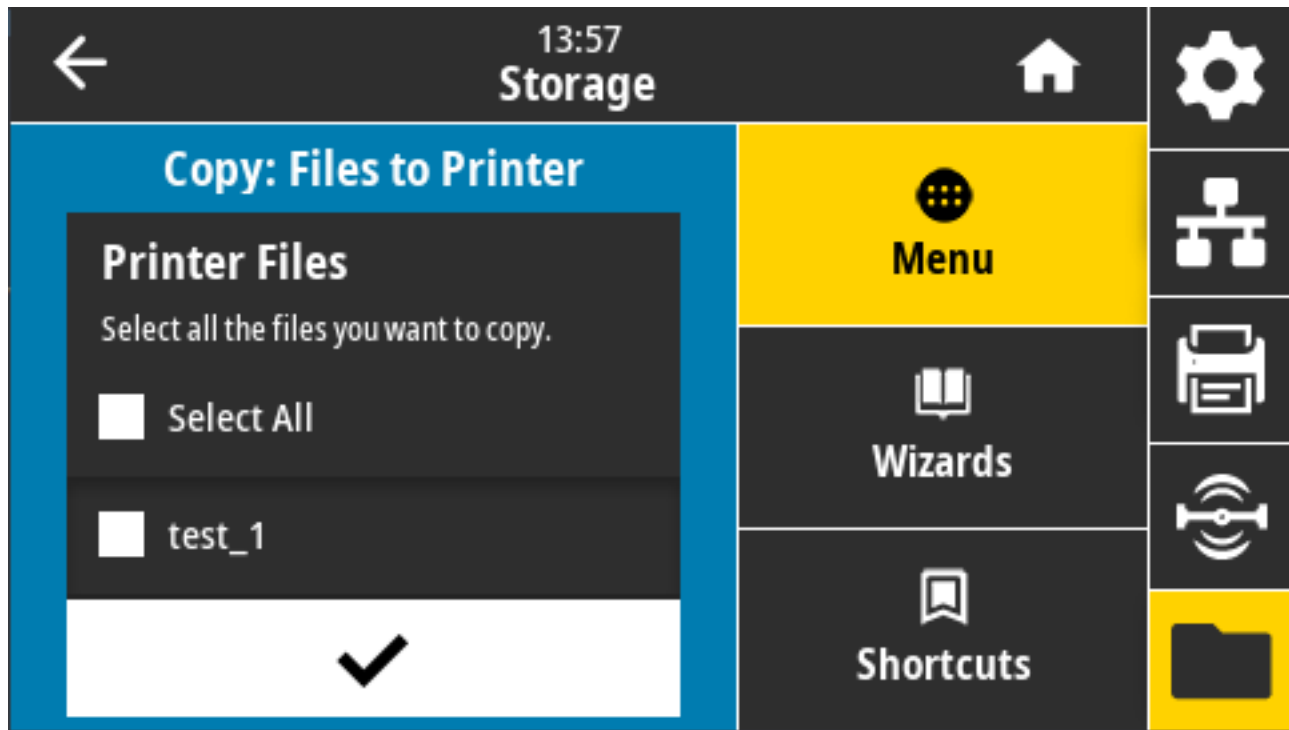 13:57
Storage
Copy: Files to Printer
Printer Files
Select all the files you want to copy.
Select All
test_1
Menu
Wizards
Shortcuts